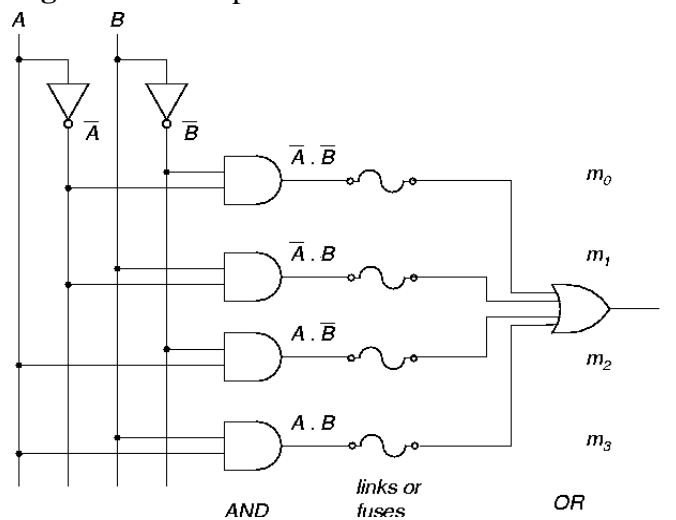 A B
A̅ B̅
A̅ . B̅ m₀
A̅ . B m₁
A . B̅ m₂
A . B m₃
links or
fuses
AND OR